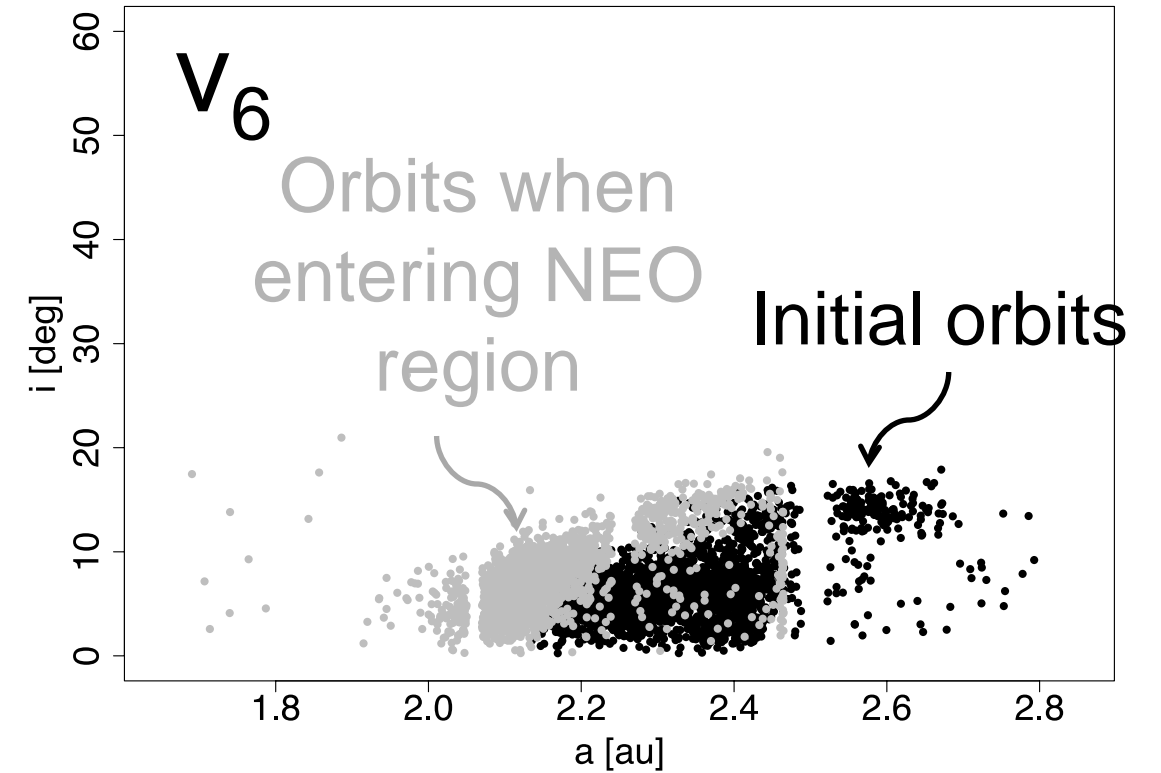 ν6
Orbits when
entering NEO
region
Initial orbits
i [deg]
60
50
40
30
20
10
0
1.8 2.0 2.2 2.4 2.6 2.8
a [au]